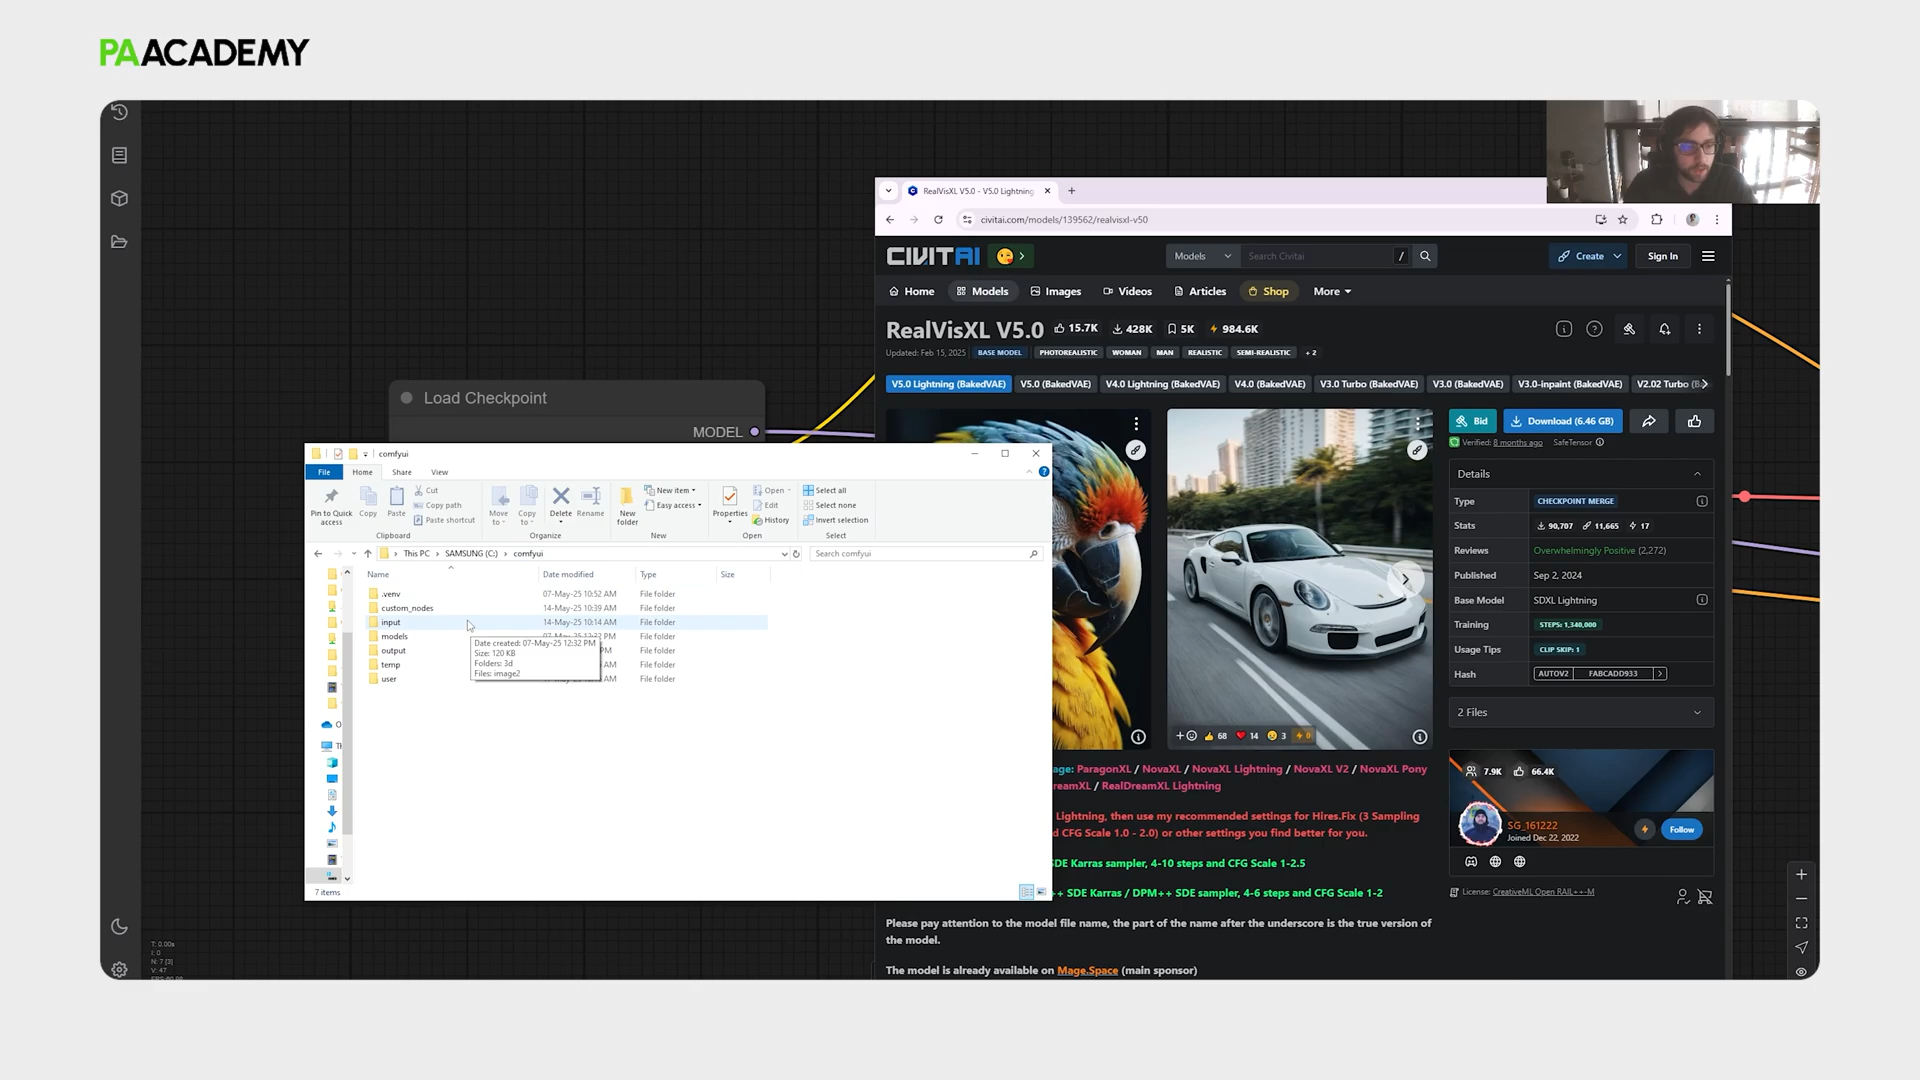 PAACADEMY
Load Checkpoint
MODEL
RealVisXL V5.0 - V5.0 Lightning
civitai.com/models/139562/realvisxl-v50
CIVITAI
Models
Search Civitai
/
Create
Sign In
Home
Models
Images
Videos
Articles
Shop
More
RealVisXL V5.0
15.7K
428K
5K
984.6K
Updated: Feb 15, 2025
BASE MODEL
PHOTOREALISTIC
WOMAN
MAN
REALISTIC
SEMI-REALISTIC
+ 2
V5.0 Lightning (BakedVAE)
V5.0 (BakedVAE)
V4.0 Lightning (BakedVAE)
V4.0 (BakedVAE)
V3.0 Turbo (BakedVAE)
V3.0 (BakedVAE)
V3.0-inpaint (BakedVAE)
V2.02 Turbo
Bid
Download (6.46 GB)
Verified: 8 months ago
SafeTensor
Details
Type
CHECKPOINT MERGE
Stats
90,707
11,665
17
Reviews
Overwhelmingly Positive (2,272)
Published
Sep 2, 2024
Base Model
SDXL Lightning
Training
STEPS: 1,340,000
Usage Tips
CLIP SKIP: 1
Hash
AUTOV2
FABCADD933
2 Files
7.9K
66.4K
SG_161222
Joined Dec 22, 2022
Follow
License: CreativeML Open RAIL++-M
68
14
3
0
age: ParagonXL / NovaXL / NovaXL Lightning / NovaXL V2 / NovaXL Pony
reamXL / RealDreamXL Lightning
Lightning, then use my recommended settings for Hires.Fix (3 Sampling
d CFG Scale 1.0 - 2.0) or other settings you find better for you.
SDE Karras sampler, 4-10 steps and CFG Scale 1-2.5
++ SDE Karras / DPM++ SDE sampler, 4-6 steps and CFG Scale 1-2
Please pay attention to the model file name, the part of the name after the underscore is the true version
of the model.
The model is already available on Mage.Space (main sponsor)
comfyui
File
Home
Share
View
Pin to Quick
access
Copy
Paste
Cut
Copy path
Paste shortcut
Clipboard
Move
to
Copy
to
Delete
Rename
Organize
New
folder
New item
Easy access
New
Properties
Open
Edit
History
Open
Select all
Select none
Invert selection
Select
This PC
SAMSUNG (C:)
comfyui
Search comfyui
Name
Date modified
Type
Size
.venv
07-May-25 10:52 AM
File folder
custom_nodes
14-May-25 10:39 AM
File folder
input
14-May-25 10:14 AM
File folder
models
File folder
output
File folder
temp
File folder
user
File folder
Date created: 07-May-25 12:32 PM
Size: 120 KB
Folders: 3d
Files: image2
7 items
T: 0.00s
I: 0
N: 7 [3]
V: 47